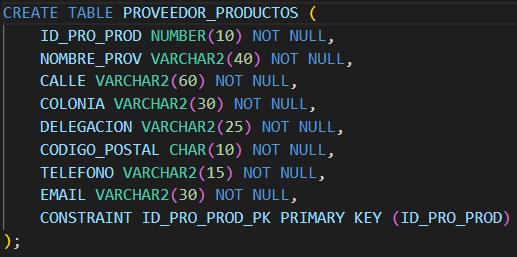 CREATE TABLE PROVEEDOR_PRODUCTOS (
ID_PRO_PROD NUMBER(10) NOT NULL,
NOMBRE_PROV VARCHAR2(40) NOT NULL,
CALLE VARCHAR2(60) NOT NULL,
COLONIA VARCHAR2(30) NOT NULL,
DELEGACION VARCHAR2(25) NOT NULL,
CODIGO_POSTAL CHAR(10) NOT NULL,
TELEFONO VARCHAR2(15) NOT NULL,
EMAIL VARCHAR2(30) NOT NULL,
CONSTRAINT ID_PRO_PROD_PK PRIMARY KEY (ID_PRO_PROD)
);